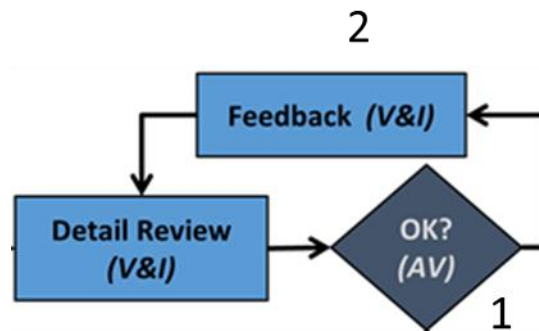 2
Feedback (V&I)
Detail Review
(V&I)
OK?
(AV)
1